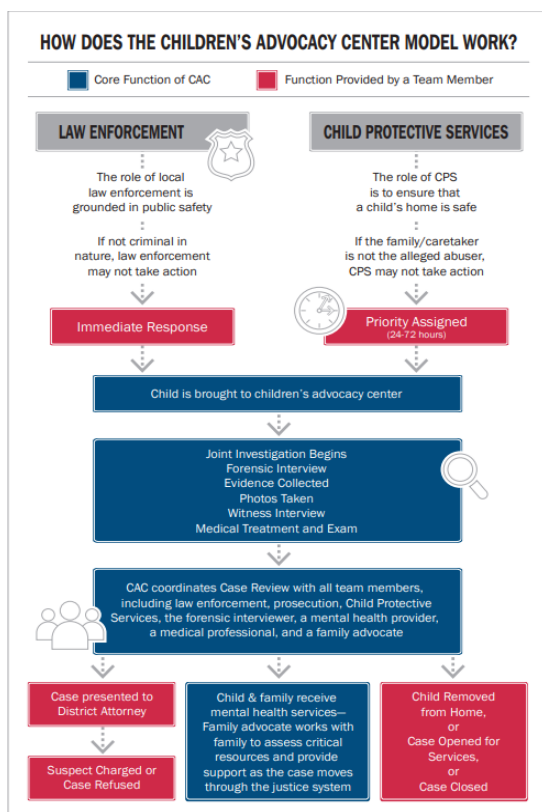 HOW DOES THE CHILDREN'S ADVOCACY CENTER MODEL WORK?
Core Function of CAC
Function Provided by a Team Member
LAW ENFORCEMENT
The role of local
law enforcement is
grounded in public safety
If not criminal in
nature, law enforcement
may not take action
Immediate Response
CHILD PROTECTIVE SERVICES
The role of CPS
is to ensure that
a child's home is safe
If the family/caretaker
is not the alleged abuser,
CPS may not take action
Priority Assigned
(24-72 hours)
Child is brought to children's advocacy center
Joint Investigation Begins
Forensic Interview
Evidence Collected
Photos Taken
Witness Interview
Medical Treatment and Exam
CAC coordinates Case Review with all team members,
including law enforcement, prosecution, Child Protective
Services, the forensic interviewer, a mental health provider,
a medical professional, and a family advocate
Case presented to
District Attorney
Suspect Charged or
Case Refused
Child & family receive
mental health services—
Family advocate works with
family to assess critical
resources and provide
support as the case moves
through the justice system
Child Removed
from Home,
or
Case Opened for
Services,
or
Case Closed